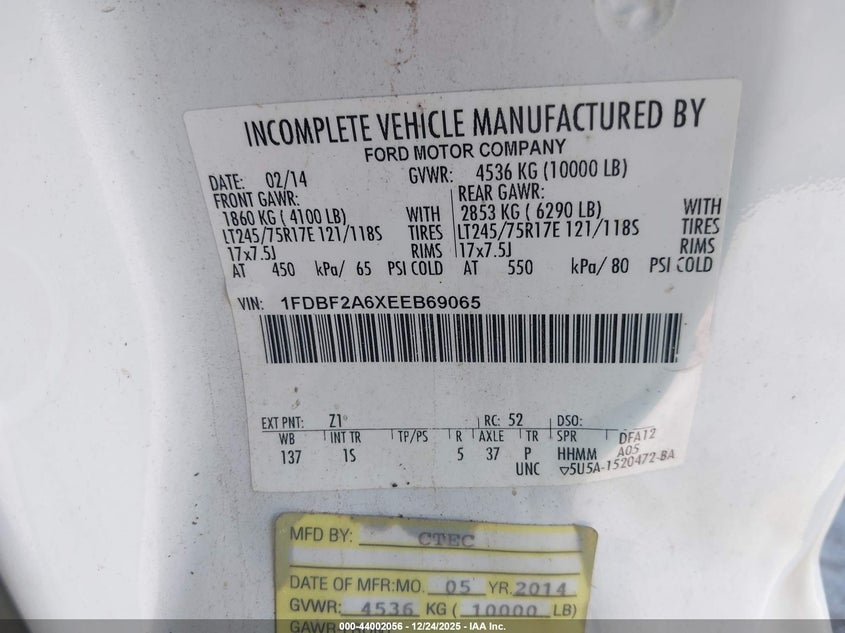 INCOMPLETE VEHICLE MANUFACTURED BY
FORD MOTOR COMPANY
DATE: 02/14 GVWR: 4536 KG (10000 LB)
FRONT GAWR: REAR GAWR:
1860 KG ( 4100 LB) WITH 2853 KG ( 6290 LB) WITH
LT245/75R17E 121/118S TIRES LT245/75R17E 121/118S TIRES
17x7.5J RIMS 17x7.5J RIMS
AT 450 kPa/ 65 PSI COLD AT 550 kPa/ 80 PSI COLD
VIN: 1FDBF2A6XEEB69065
EXT PNT: Z1 RC: 52 DSO:
WB INT TR TP/PS R AXLE TR SPR DFA12
137 1S 5 37 P HHMM A05
UNC ▽5U5A-1520472-BA
MFD BY: CTEC
DATE OF MFR: MO. 05 YR. 2014
GVWR: 4536 KG ( 10000 LB)
000-44002056 - 12/24/2025 - IAA Inc.